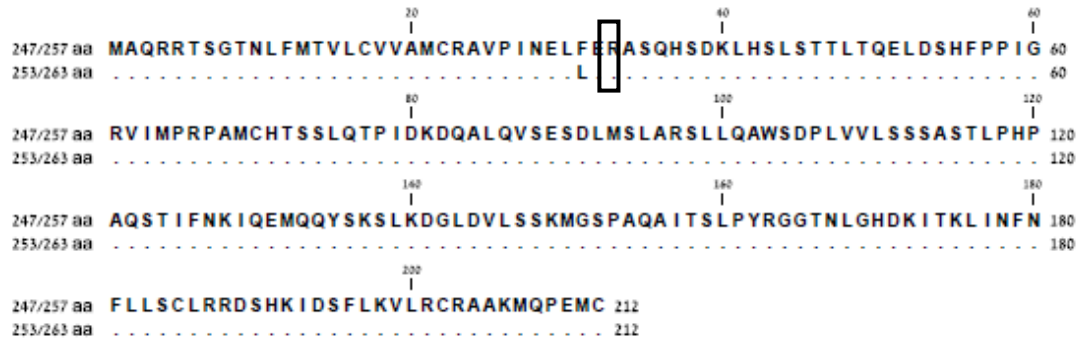 20 40 60
247/257 aa MAQRRTSGTNLFMTVLCVVAMCRAVPINELFERASQHSDKLHSLSTTLTQELDSHFPPIG 60
253/263 aa ..............................L............................. 60
80 100 120
247/257 aa RVIMPRPAMCHTSSLQTPIDKDQALQVSESDLMSLARSLLQAWSDPLVVLSSSASTLPHP 120
253/263 aa ............................................................ 120
140 160 180
247/257 aa AQSTIFNKIQEMQQYSKSLKDGLDVLSSKMGSPAQAITSLPYRGGTNLGHDKITKLINFN 180
253/263 aa ............................................................ 180
200
247/257 aa FLLSCLRRDSHKIDSFLKVLRCRAAKMQPEMC 212
253/263 aa ................................ 212